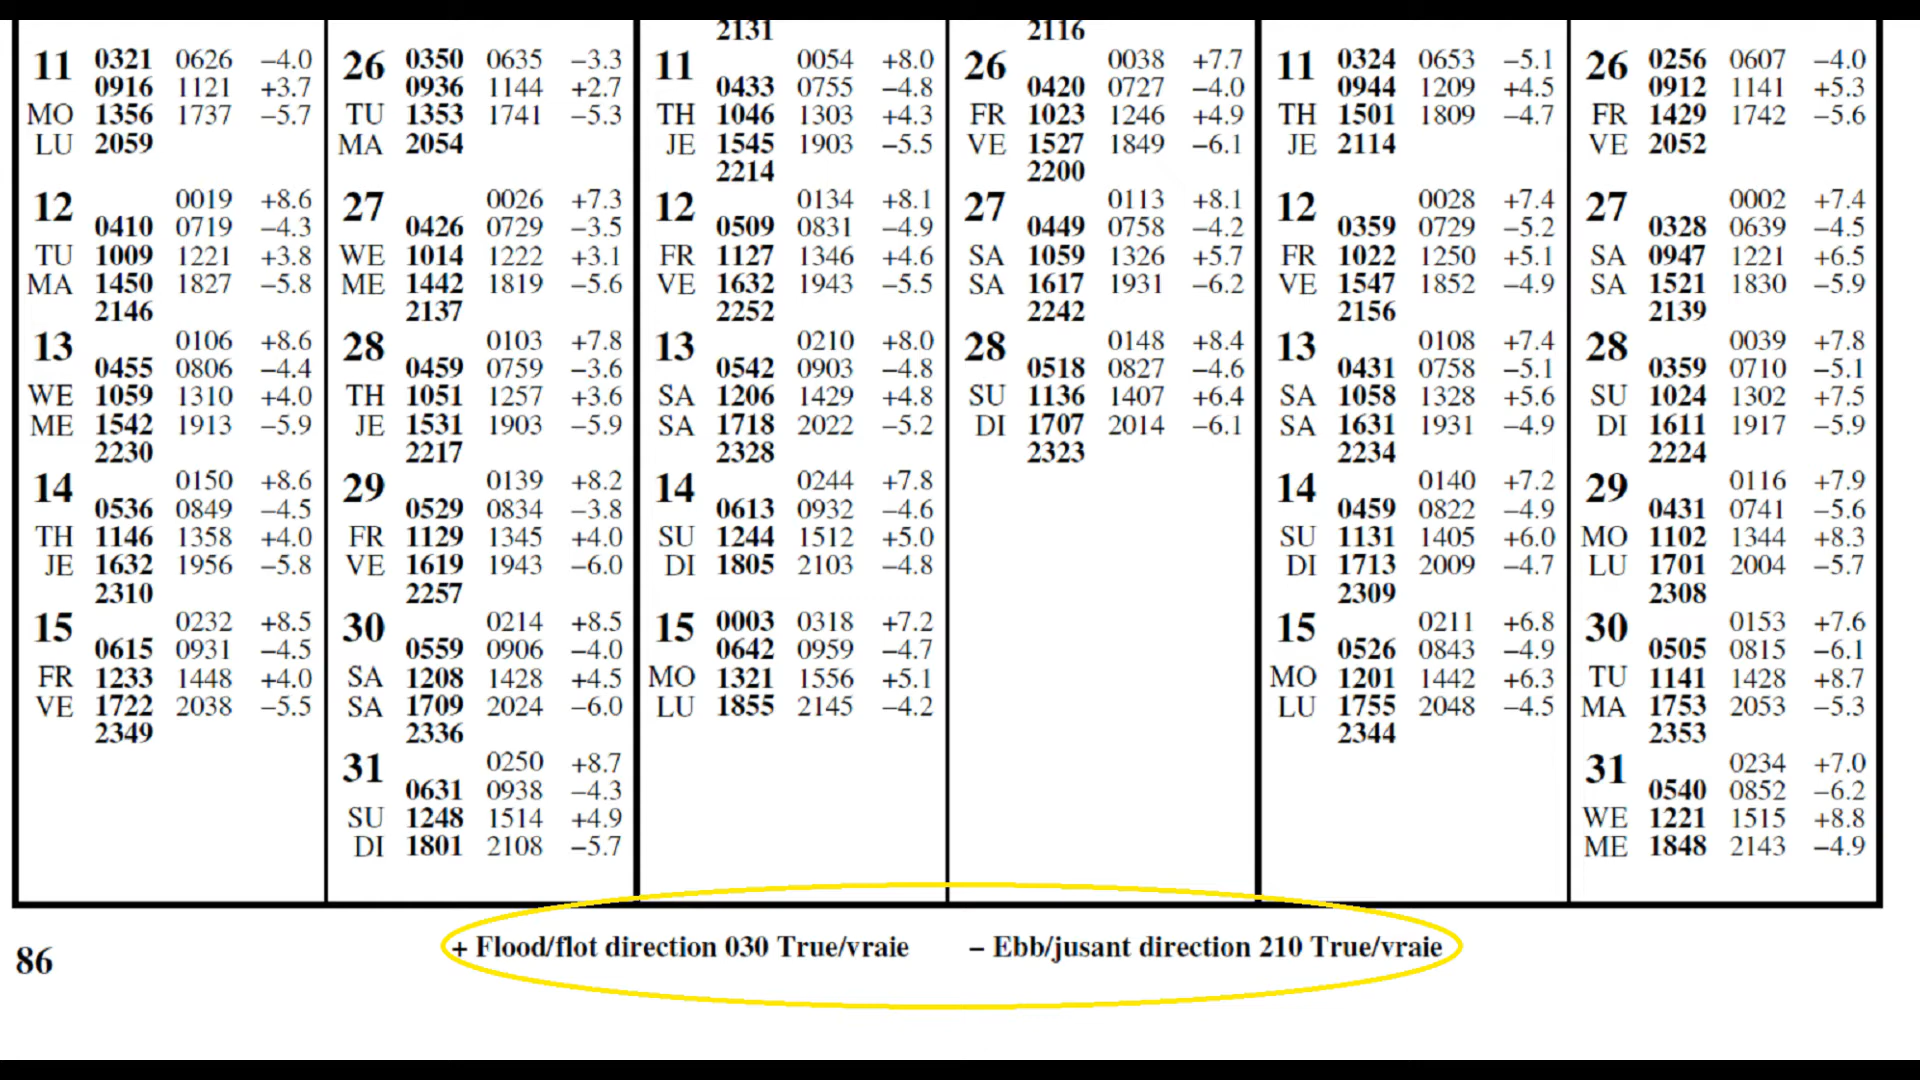 11 0321 0626 −4.0
0916 1121 +3.7
MO 1356 1737 −5.7
LU 2059
12 0019 +8.6
0410 0719 −4.3
TU 1009 1221 +3.8
MA 1450 1827 −5.8
2146
13 0106 +8.6
0455 0806 −4.4
WE 1059 1310 +4.0
ME 1542 1913 −5.9
2230
14 0150 +8.6
0536 0849 −4.5
TH 1146 1358 +4.0
JE 1632 1956 −5.8
2310
15 0232 +8.5
0615 0931 −4.5
FR 1233 1448 +4.0
VE 1722 2038 −5.5
2349
26 0350 0635 −3.3
0936 1144 +2.7
TU 1353 1741 −5.3
MA 2054
27 0026 +7.3
0426 0729 −3.5
WE 1014 1222 +3.1
ME 1442 1819 −5.6
2137
28 0103 +7.8
0459 0759 −3.6
TH 1051 1257 +3.6
JE 1531 1903 −5.9
2217
29 0139 +8.2
0529 0834 −3.8
FR 1129 1345 +4.0
VE 1619 1943 −6.0
2257
30 0214 +8.5
0559 0906 −4.0
SA 1208 1428 +4.5
SA 1709 2024 −6.0
2336
31 0250 +8.7
0631 0938 −4.3
SU 1248 1514 +4.9
DI 1801 2108 −5.7
2131
11 0054 +8.0
0433 0755 −4.8
TH 1046 1303 +4.3
JE 1545 1903 −5.5
2214
12 0134 +8.1
0509 0831 −4.9
FR 1127 1346 +4.6
VE 1632 1943 −5.5
2252
13 0210 +8.0
0542 0903 −4.8
SA 1206 1429 +4.8
SA 1718 2022 −5.2
2328
14 0244 +7.8
0613 0932 −4.6
SU 1244 1512 +5.0
DI 1805 2103 −4.8
15 0003 0318 +7.2
0642 0959 −4.7
MO 1321 1556 +5.1
LU 1855 2145 −4.2
2116
26 0038 +7.7
0420 0727 −4.0
FR 1023 1246 +4.9
VE 1527 1849 −6.1
2200
27 0113 +8.1
0449 0758 −4.2
SA 1059 1326 +5.7
SA 1617 1931 −6.2
2242
28 0148 +8.4
0518 0827 −4.6
SU 1136 1407 +6.4
DI 1707 2014 −6.1
2323
11 0324 0653 −5.1
0944 1209 +4.5
TH 1501 1809 −4.7
JE 2114
12 0028 +7.4
0359 0729 −5.2
FR 1022 1250 +5.1
VE 1547 1852 −4.9
2156
13 0108 +7.4
0431 0758 −5.1
SA 1058 1328 +5.6
SA 1631 1931 −4.9
2234
14 0140 +7.2
0459 0822 −4.9
SU 1131 1405 +6.0
DI 1713 2009 −4.7
2309
15 0211 +6.8
0526 0843 −4.9
MO 1201 1442 +6.3
LU 1755 2048 −4.5
2344
26 0256 0607 −4.0
0912 1141 +5.3
FR 1429 1742 −5.6
VE 2052
27 0002 +7.4
0328 0639 −4.5
SA 0947 1221 +6.5
SA 1521 1830 −5.9
2139
28 0039 +7.8
0359 0710 −5.1
SU 1024 1302 +7.5
DI 1611 1917 −5.9
2224
29 0116 +7.9
0431 0741 −5.6
MO 1102 1344 +8.3
LU 1701 2004 −5.7
2308
30 0153 +7.6
0505 0815 −6.1
TU 1141 1428 +8.7
MA 1753 2053 −5.3
2353
31 0234 +7.0
0540 0852 −6.2
WE 1221 1515 +8.8
ME 1848 2143 −4.9
86
+ Flood/flot direction 030 True/vraie − Ebb/jusant direction 210 True/vraie